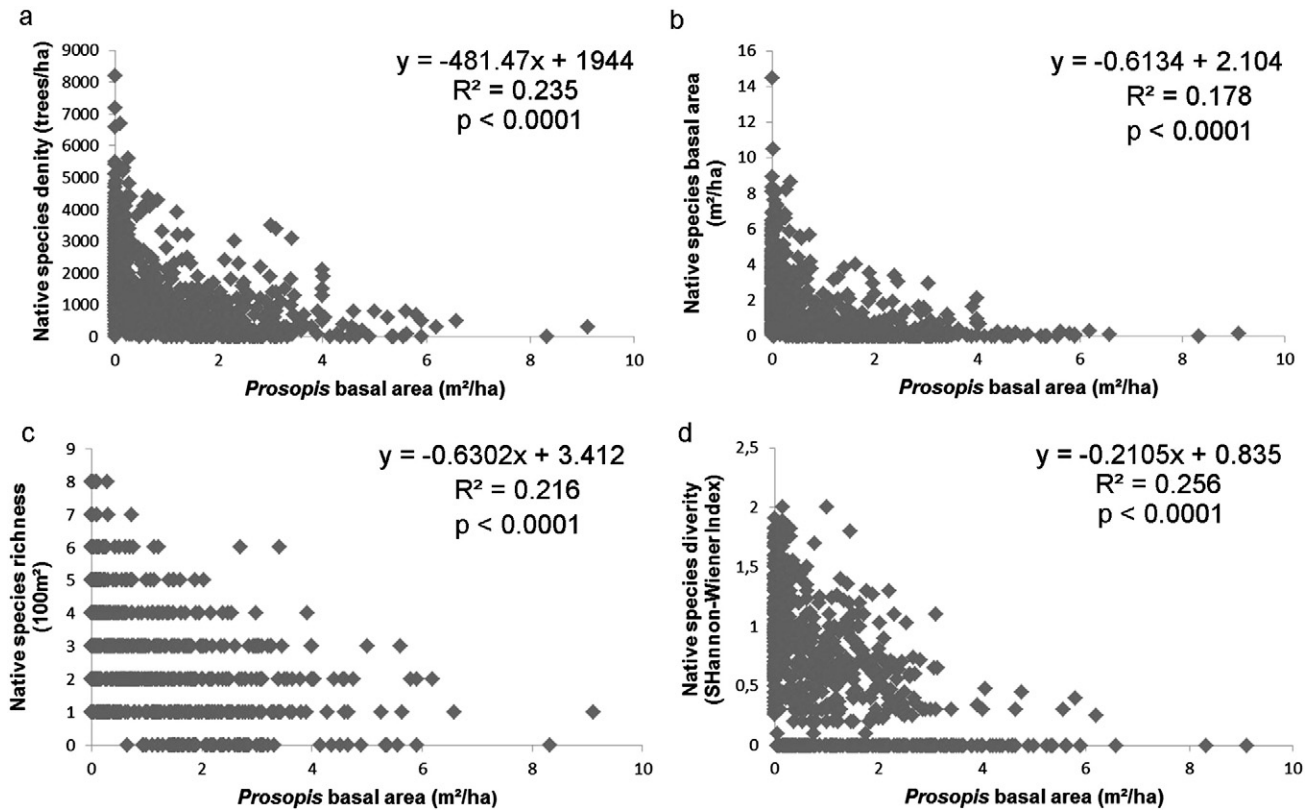 a
y = -481.47x + 1944
R² = 0.235
p < 0.0001
Native species denity (trees/ha)
9000
8000
7000
6000
5000
4000
3000
2000
1000
0
0 2 4 6 8 10
Prosopis basal area (m²/ha)
b
y = -0.6134 + 2.104
R² = 0.178
p < 0.0001
Native species basal area
(m²/ha)
16
14
12
10
8
6
4
2
0
0 2 4 6 8 10
Prosopis basal area (m²/ha)
c
y = -0.6302x + 3.412
R² = 0.216
p < 0.0001
Native species richness
(100m²)
9
8
7
6
5
4
3
2
1
0
0 2 4 6 8 10
Prosopis basal area (m²/ha)
d
y = -0.2105x + 0.835
R² = 0.256
p < 0.0001
Native species diverity
(SHannon-Wiener Index)
2,5
2
1,5
1
0,5
0
0 2 4 6 8 10
Prosopis basal area (m²/ha)